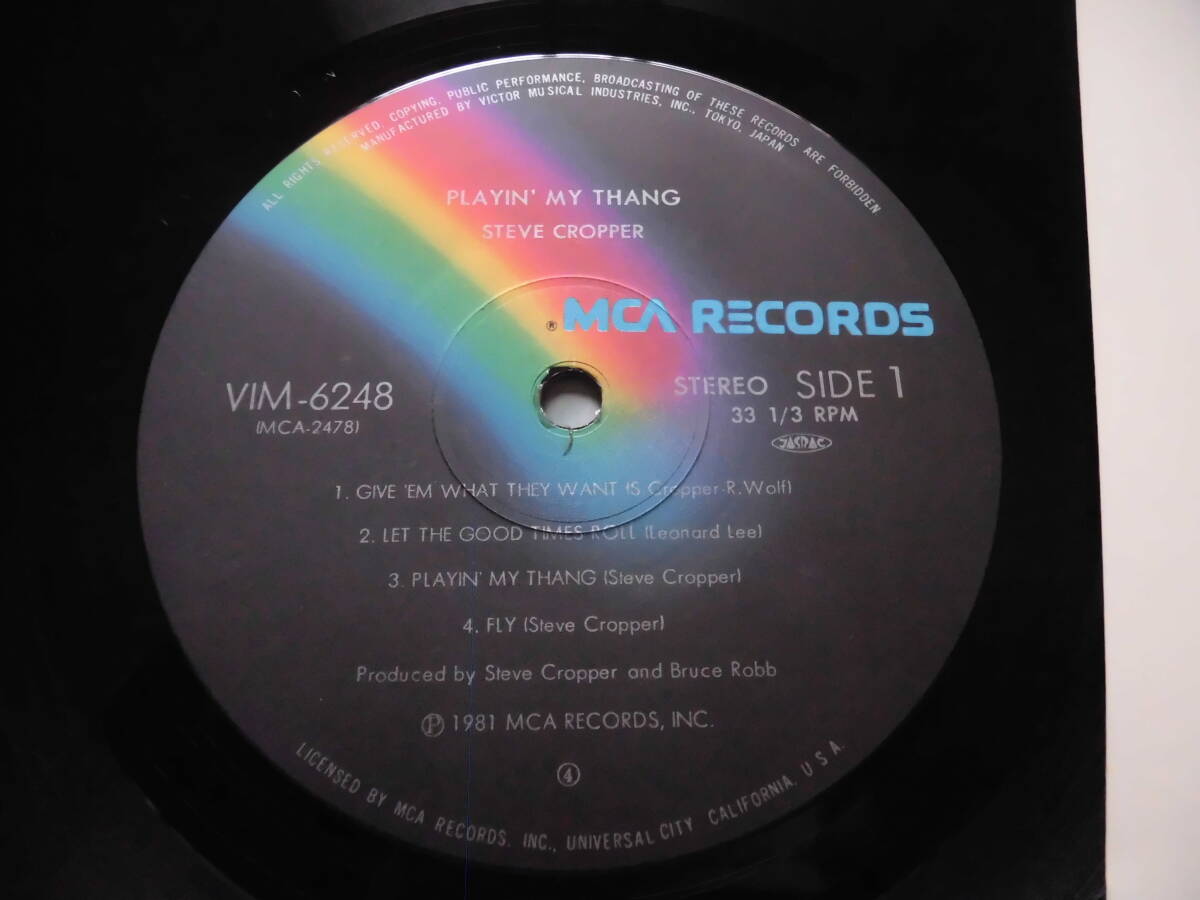 ALL RIGHTS RESERVED, COPYING, PUBLIC PERFORMANCE, BROADCASTING OF THESE RECORDS ARE FORBIDDEN
MANUFACTURED BY VICTOR MUSICAL INDUSTRIES, INC., TOKYO, JAPAN
PLAYIN' MY THANG
STEVE CROPPER
® MCA RECORDS
VIM-6248
(MCA-2478)
STEREO SIDE 1
33 1/3 RPM
JASRAC
1. GIVE 'EM WHAT THEY WANT (S Cropper-R.Wolf)
2. LET THE GOOD TIMES ROLL (Leonard Lee)
3. PLAYIN' MY THANG (Steve Cropper)
4. FLY (Steve Cropper)
Produced by Steve Cropper and Bruce Robb
Ⓟ 1981 MCA RECORDS, INC.
④
LICENSED BY MCA RECORDS, INC., UNIVERSAL CITY CALIFORNIA, U.S.A.